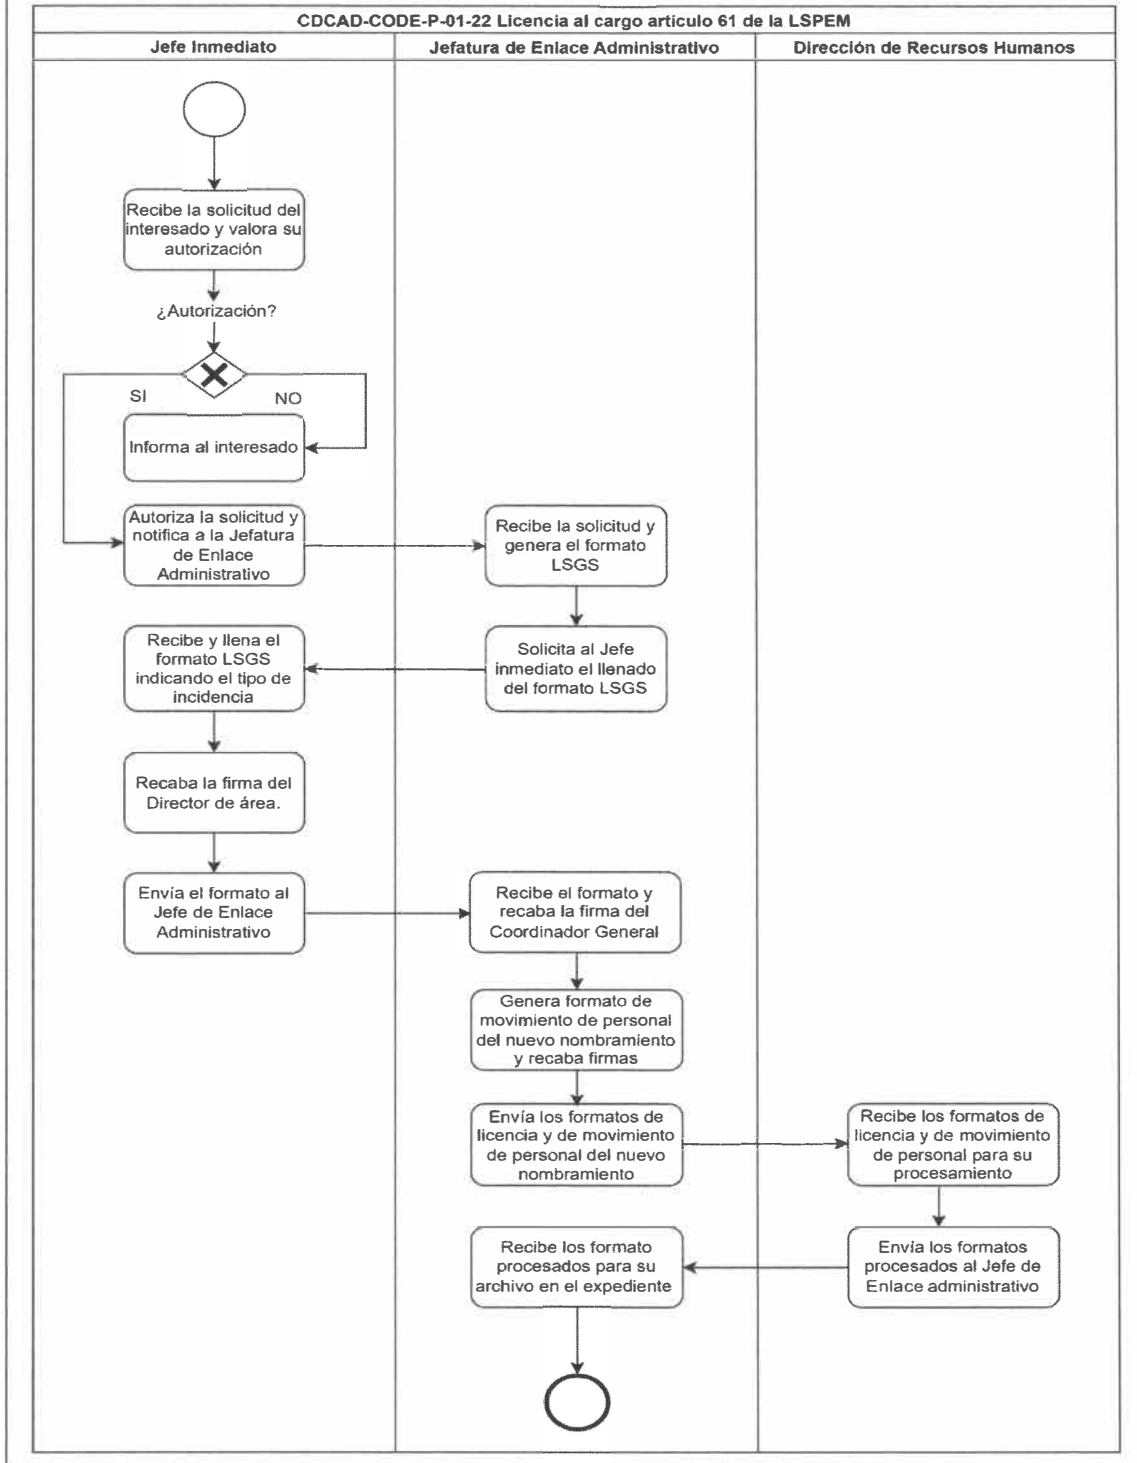 CDCAD-CODE-P-01-22 Licencia al cargo artículo 61 de la LSPEM
Jefe Inmediato
Jefatura de Enlace Administrativo
Dirección de Recursos Humanos
Recibe la solicitud del
interesado y valora su
autorización
¿Autorización?
SI
NO
Informa al interesado
Autoriza la solicitud y
notifica a la Jefatura
de Enlace
Administrativo
Recibe la solicitud y
genera el formato
LSGS
Solicita al Jefe
inmediato el llenado
del formato LSGS
Recibe y llena el
formato LSGS
indicando el tipo de
incidencia
Recaba la firma del
Director de área.
Envía el formato al
Jefe de Enlace
Administrativo
Recibe el formato y
recaba la firma del
Coordinador General
Genera formato de
movimiento de personal
del nuevo nombramiento
y recaba firmas
Envía los formatos de
licencia y de movimiento
de personal del nuevo
nombramiento
Recibe los formatos de
licencia y de movimiento
de personal para su
procesamiento
Envía los formatos
procesados al Jefe de
Enlace administrativo
Recibe los formato
procesados para su
archivo en el expediente